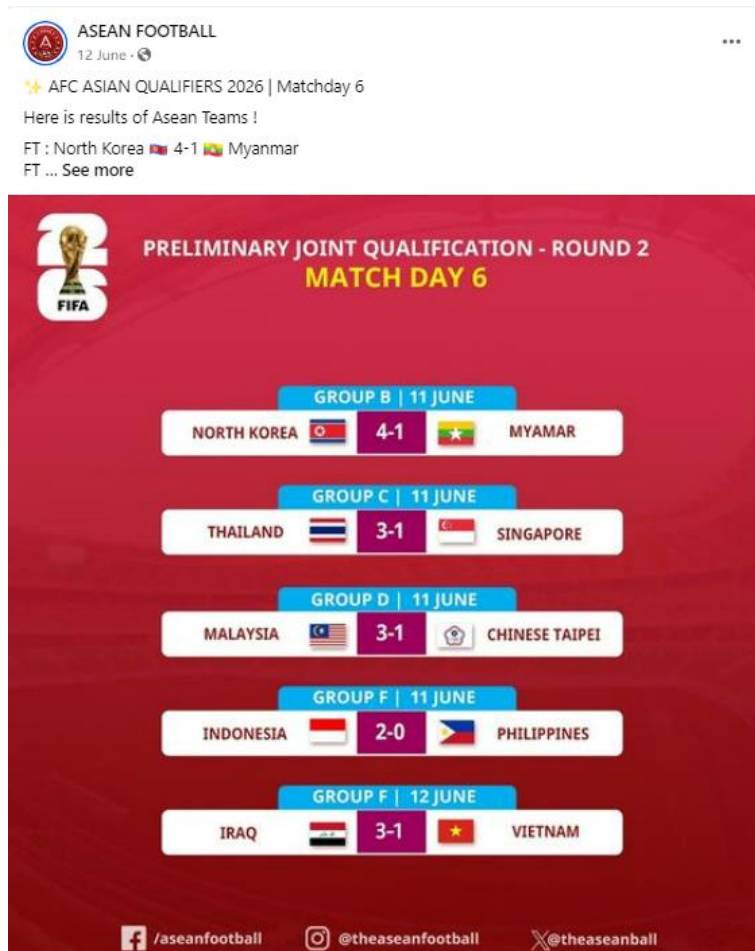 ASEAN FOOTBALL
12 June ·
✨ AFC ASIAN QUALIFIERS 2026 | Matchday 6
Here is results of Asean Teams !
FT : North Korea 🇰🇵 4-1 🇲🇲 Myanmar
FT ... See more
26
FIFA
PRELIMINARY JOINT QUALIFICATION - ROUND 2
MATCH DAY 6
GROUP B | 11 JUNE
NORTH KOREA 4-1 MYAMAR
GROUP C | 11 JUNE
THAILAND 3-1 SINGAPORE
GROUP D | 11 JUNE
MALAYSIA 3-1 CHINESE TAIPEI
GROUP F | 11 JUNE
INDONESIA 2-0 PHILIPPINES
GROUP F | 12 JUNE
IRAQ 3-1 VIETNAM
/aseanfootball @theaseanfootball @theaseanball